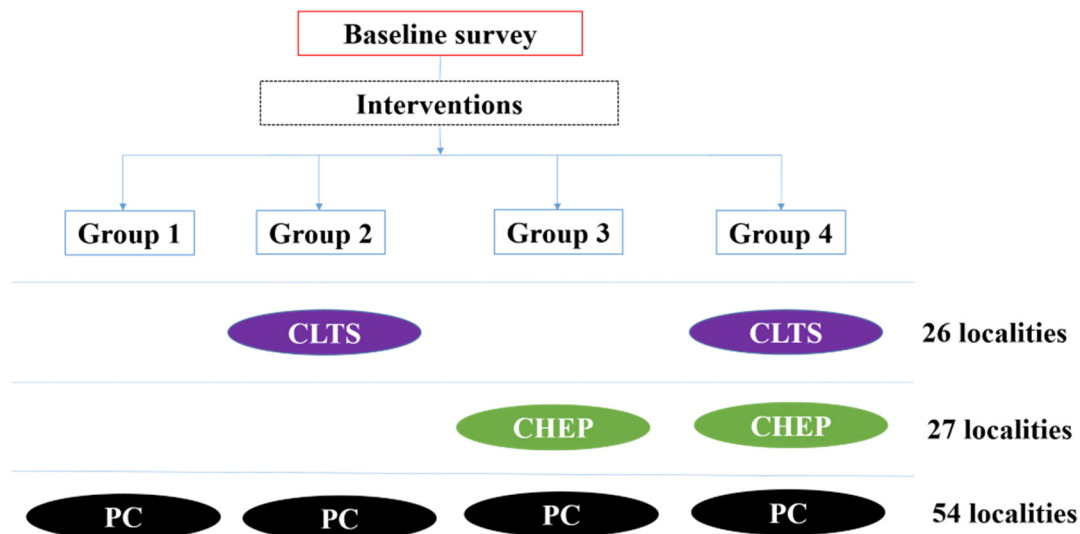 Baseline survey
Interventions
Group 1 Group 2 Group 3 Group 4
CLTS CLTS 26 localities
CHEP CHEP 27 localities
PC PC PC PC 54 localities